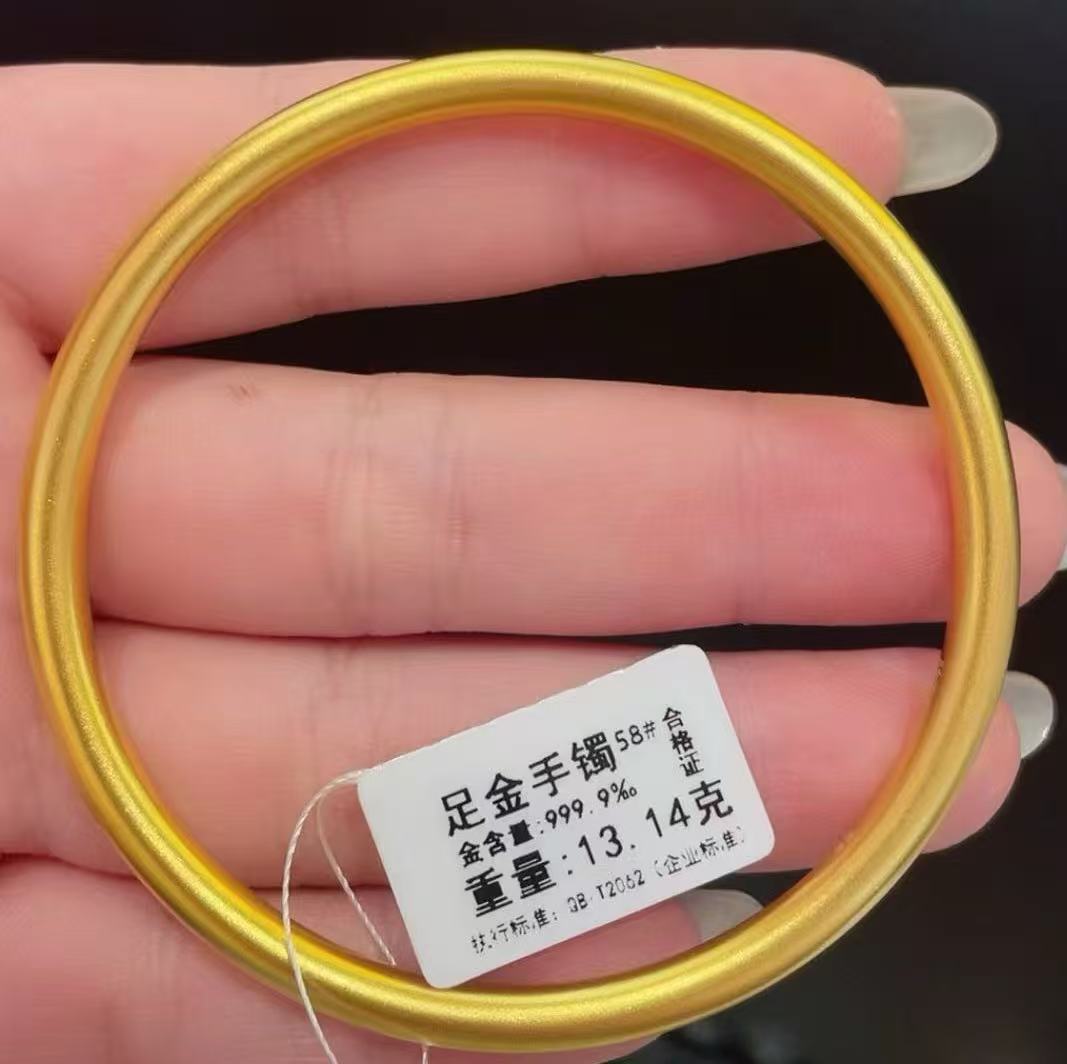 足金手镯58#
合格证
金含量:999.9‰
重量:13.14克
执行标准: QB-T2062 (企业标准)